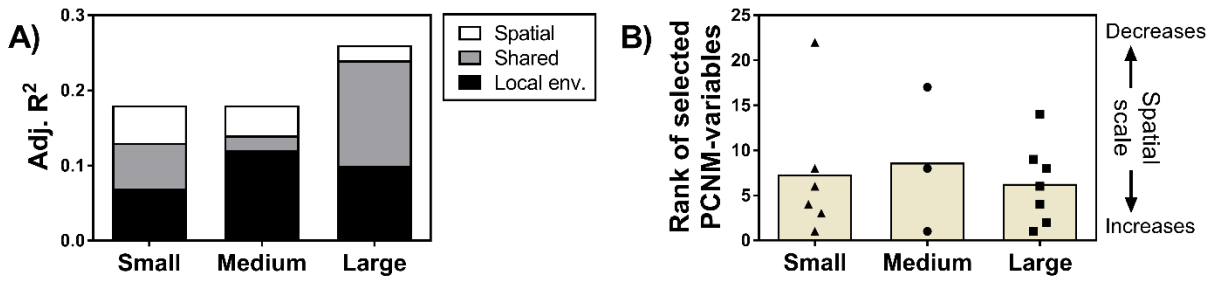 A)
Adj. R²
0.3
0.2
0.1
0.0
Small Medium Large
Spatial
Shared
Local env.
B)
Rank of selected
PCNM-variables
25
20
15
10
5
0
Small Medium Large
Decreases
Spatial
scale
Increases